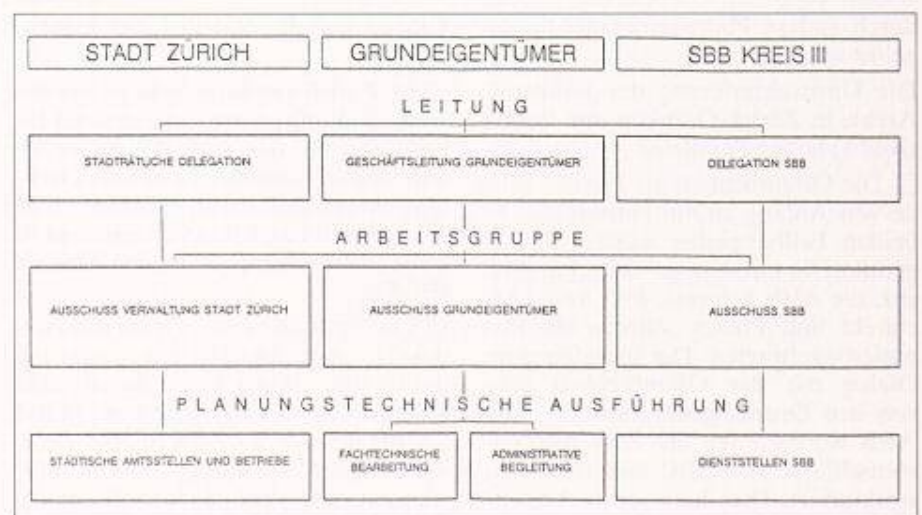 STADT ZÜRICH
GRUNDEIGENTÜMER
SBB KREIS III
LEITUNG
STADTRÄTLICHE DELEGATION
GESCHÄFTSLEITUNG GRUNDEIGENTÜMER
DELEGATION SBB
ARBEITSGRUPPE
AUSSCHUSS VERWALTUNG STADT ZÜRICH
AUSSCHUSS GRUNDEIGENTÜMER
AUSSCHUSS SBB
PLANUNGSTECHNISCHE AUSFÜHRUNG
STÄDTISCHE AMTSSTELLEN UND BETRIEBE
FACHTECHNISCHE
BEARBEITUNG
ADMINISTRATIVE
BEGLEITUNG
DIENSTSTELLEN SBB